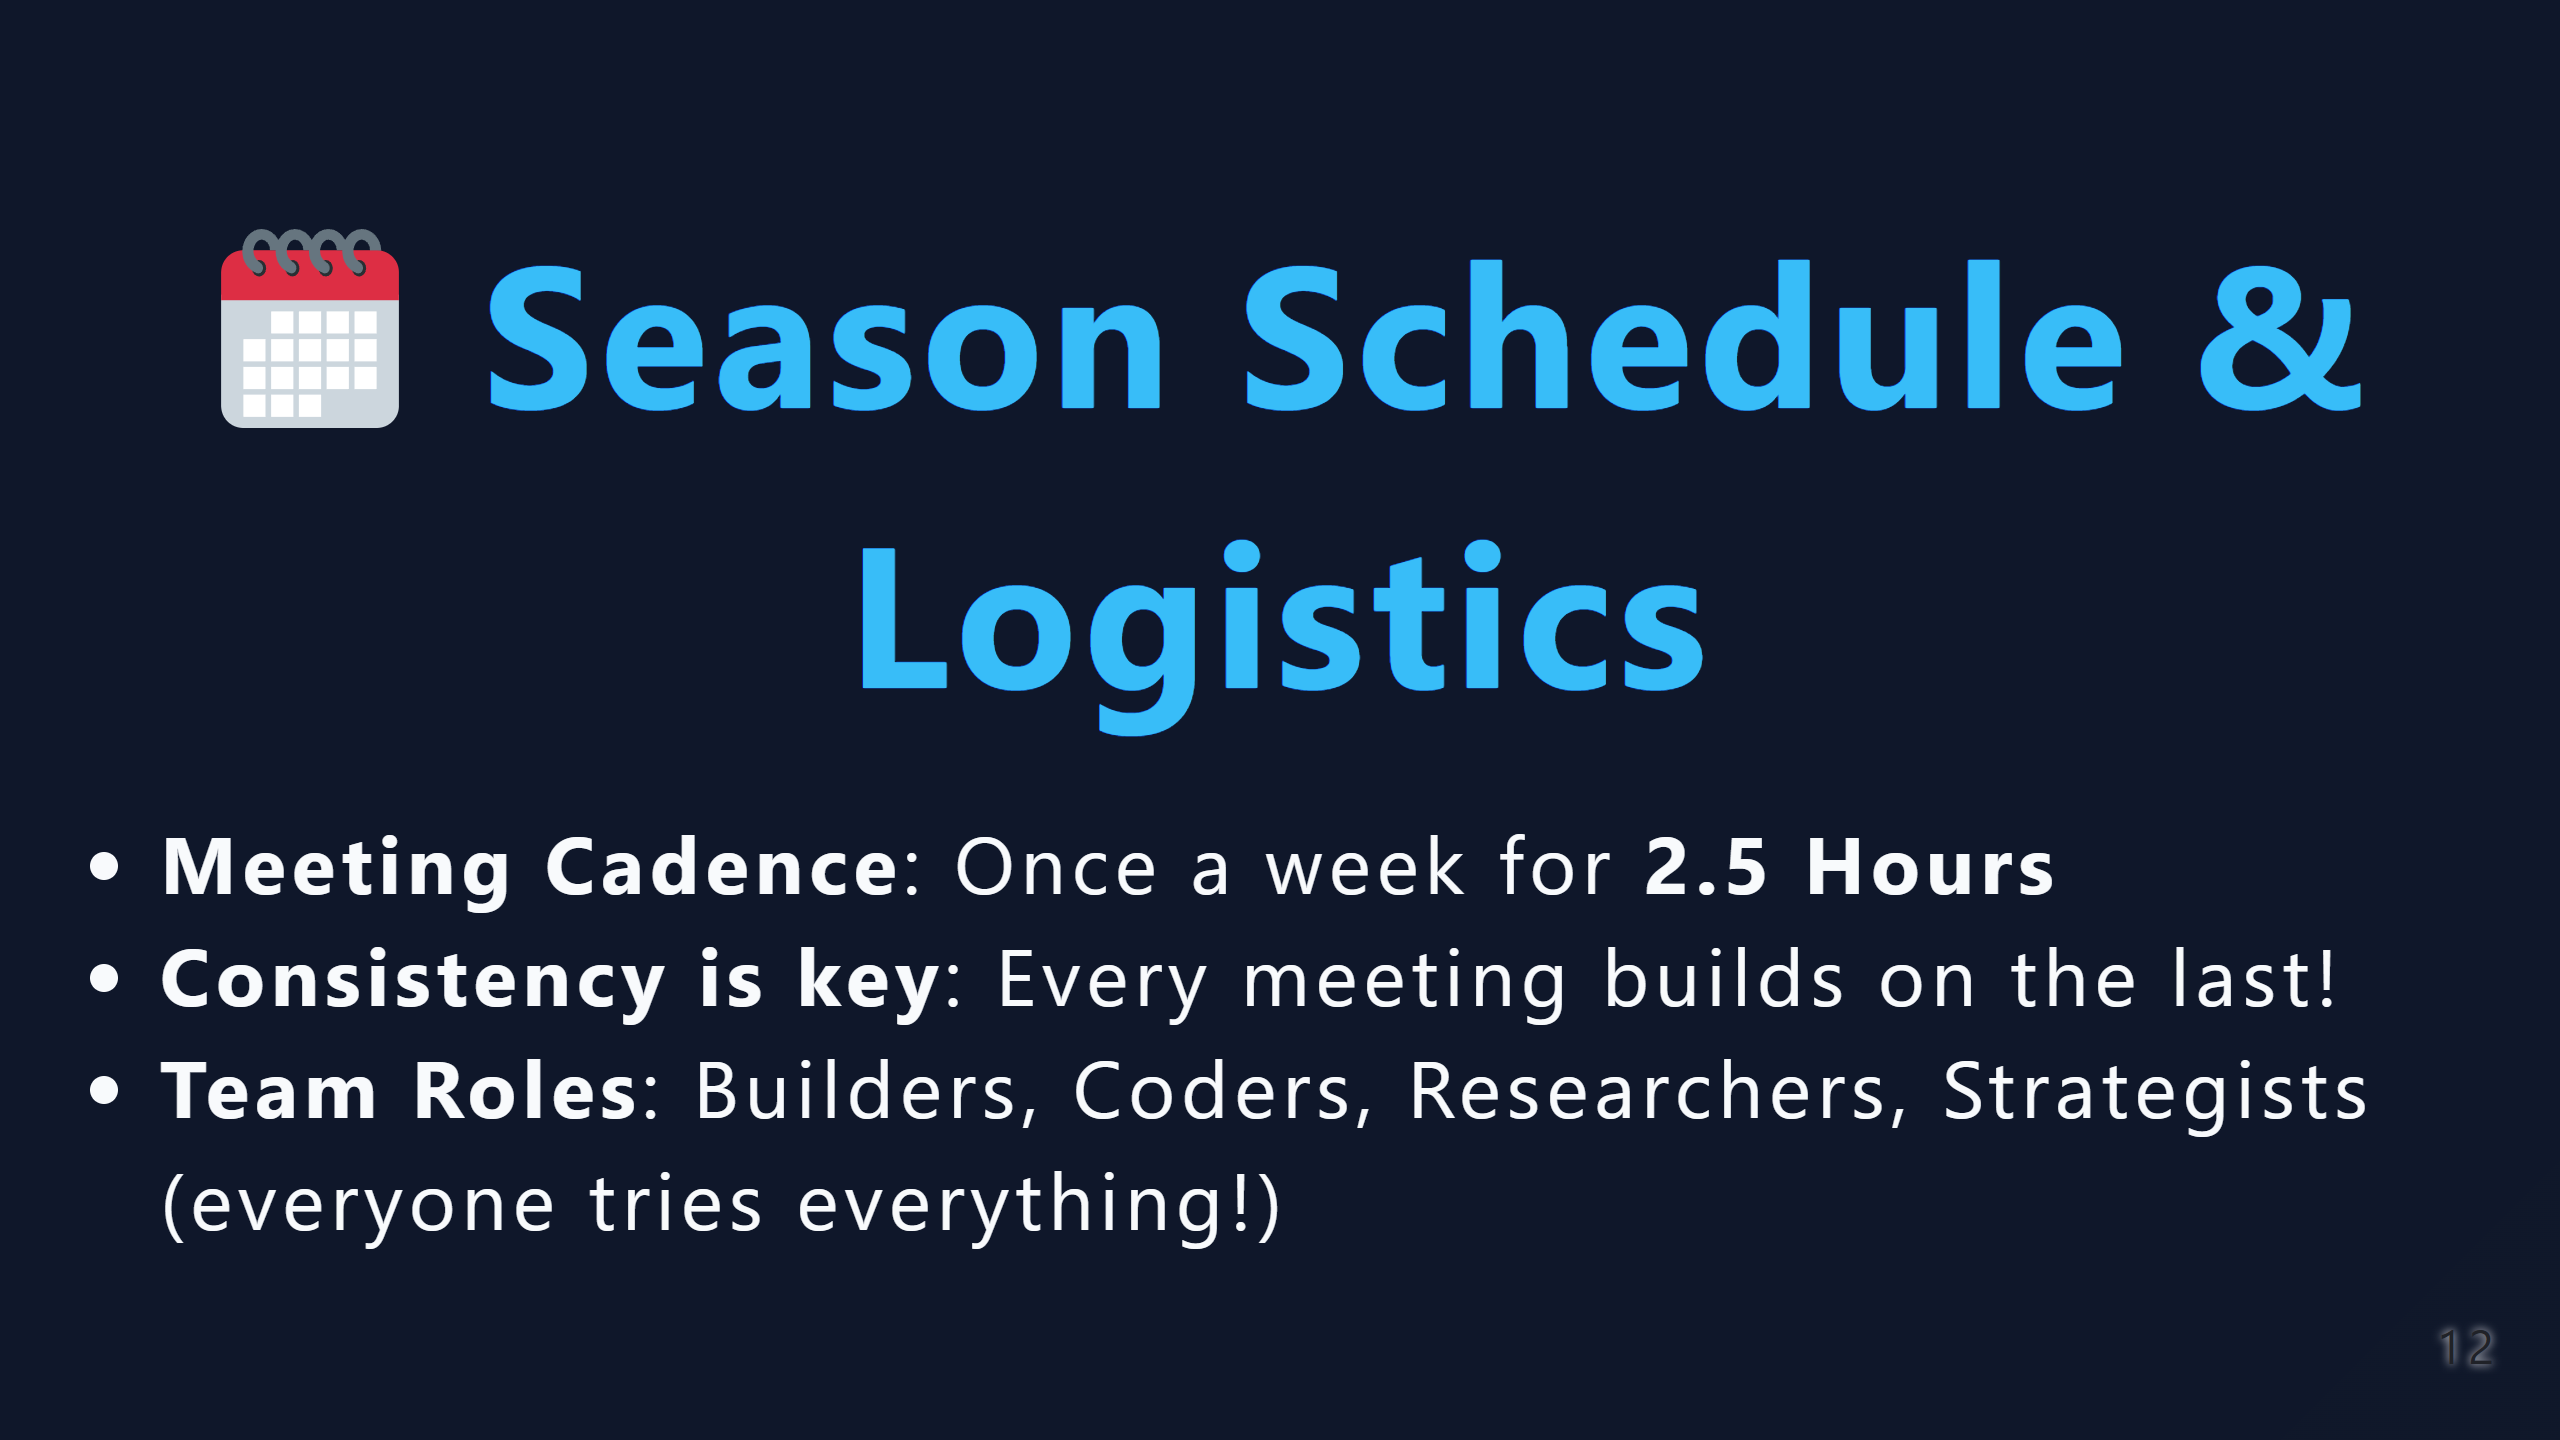 Season Schedule &
Logistics
• Meeting Cadence: Once a week for 2.5 Hours
• Consistency is key: Every meeting builds on the last!
• Team Roles: Builders, Coders, Researchers, Strategists
(everyone tries everything!)
12